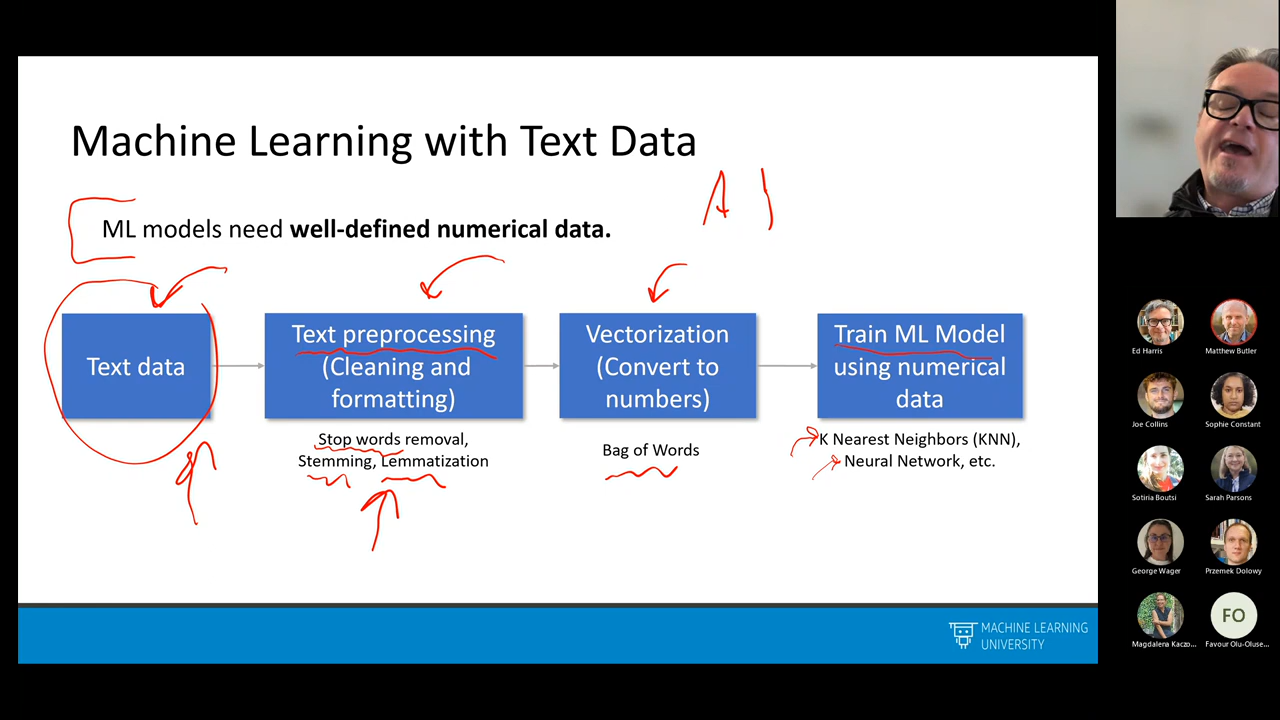 Machine Learning with Text Data
A
ML models need well-defined numerical data.
Text data
Text preprocessing
(Cleaning and
formatting)
Vectorization
(Convert to
numbers)
Train ML Model
using numerical
data
Stop words removal,
Stemming, Lemmatization
Bag of Words
K Nearest Neighbors (KNN),
Neural Network, etc.
MACHINE LEARNING
UNIVERSITY
Ed Harris
Matthew Butler
Joe Collins
Sophie Constant
Sotiria Boutsi
Sarah Parsons
George Wager
Przemek Dolowy
Magdalena Kaczo...
FO
Favour Olu-Oluse...